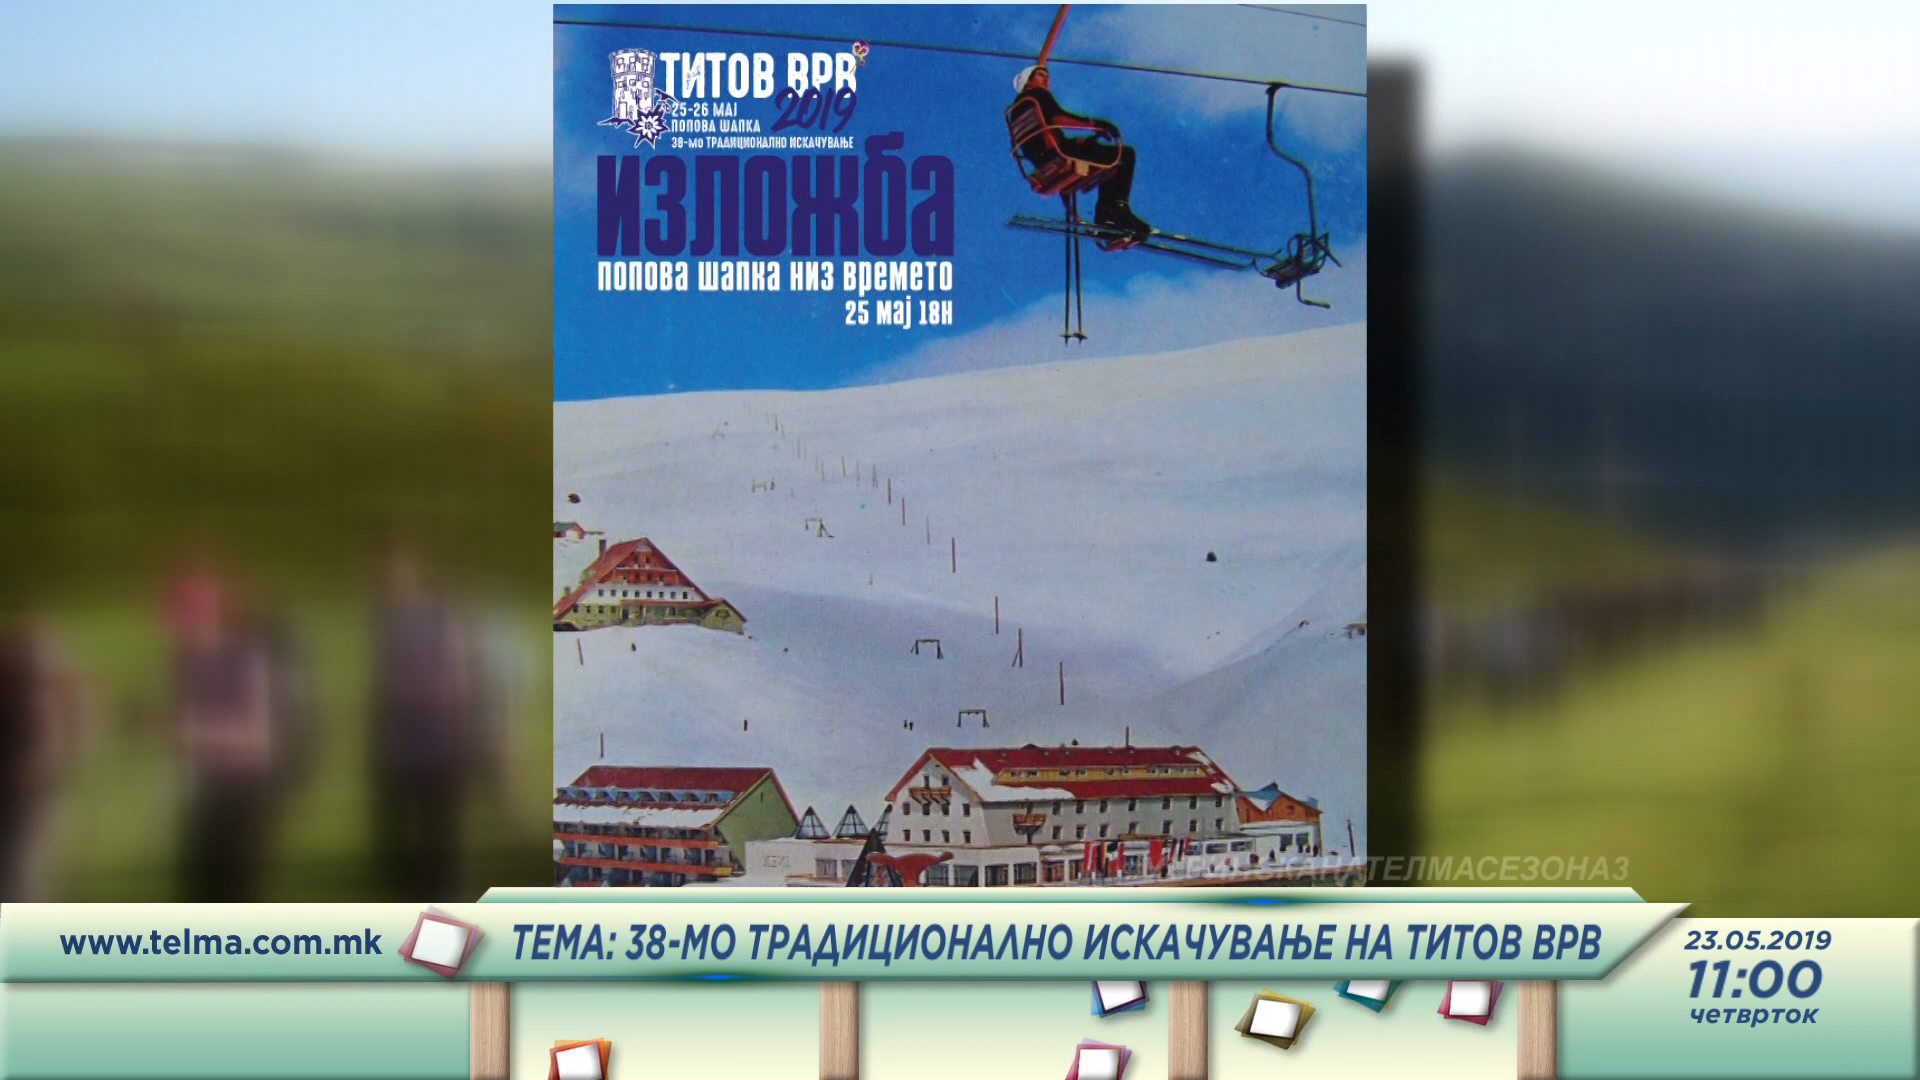 ТИТОВ ВРВ
2019
25-26 МАЈ
ПОПОВА ШАПКА
38-мо ТРАДИЦИОНАЛНО ИСКАЧУВАЊЕ
изложба
попова шапка низ времето
25 мај 18н
www.telma.com.mk
ТЕМА: 38-МО ТРАДИЦИОНАЛНО ИСКАЧУВАЊЕ НА ТИТОВ ВРВ
23.05.2019
11:00
четврток